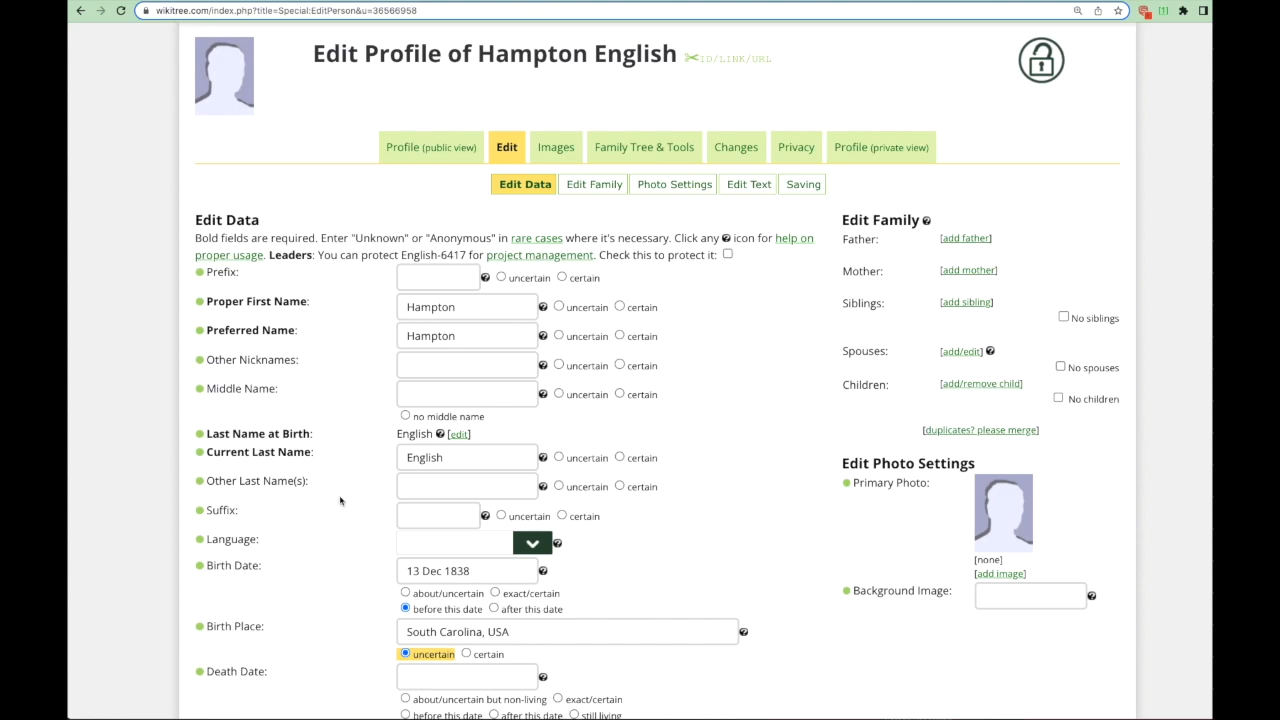 wikitree.com/index.php?title=Special:EditPerson&u=36566958
Edit Profile of Hampton English ID/LINK/URL
Profile (public view) Edit Images Family Tree & Tools Changes Privacy Profile (private view)
Edit Data Edit Family Photo Settings Edit Text Saving
Edit Data
Bold fields are required. Enter "Unknown" or "Anonymous" in rare cases where it's necessary. Click any ? icon for help on
proper usage. Leaders: You can protect English-6417 for project management. Check this to protect it:
Prefix: ? uncertain certain
Proper First Name: Hampton ? uncertain certain
Preferred Name: Hampton ? uncertain certain
Other Nicknames: ? uncertain certain
Middle Name: ? uncertain certain
no middle name
Last Name at Birth: English ? [edit]
Current Last Name: English ? uncertain certain
Other Last Name(s): ? uncertain certain
Suffix: ? uncertain certain
Language: ?
Birth Date: 13 Dec 1838 ?
about/uncertain exact/certain
before this date after this date
Birth Place: South Carolina, USA ?
uncertain certain
Death Date: ?
about/uncertain but non-living exact/certain
before this date after this date still living
Edit Family ?
Father: [add father]
Mother: [add mother]
Siblings: [add sibling]
No siblings
Spouses: [add/edit] ?
No spouses
Children: [add/remove child]
No children
[duplicates? please merge]
Edit Photo Settings
Primary Photo:
[none]
[add image]
Background Image: ?